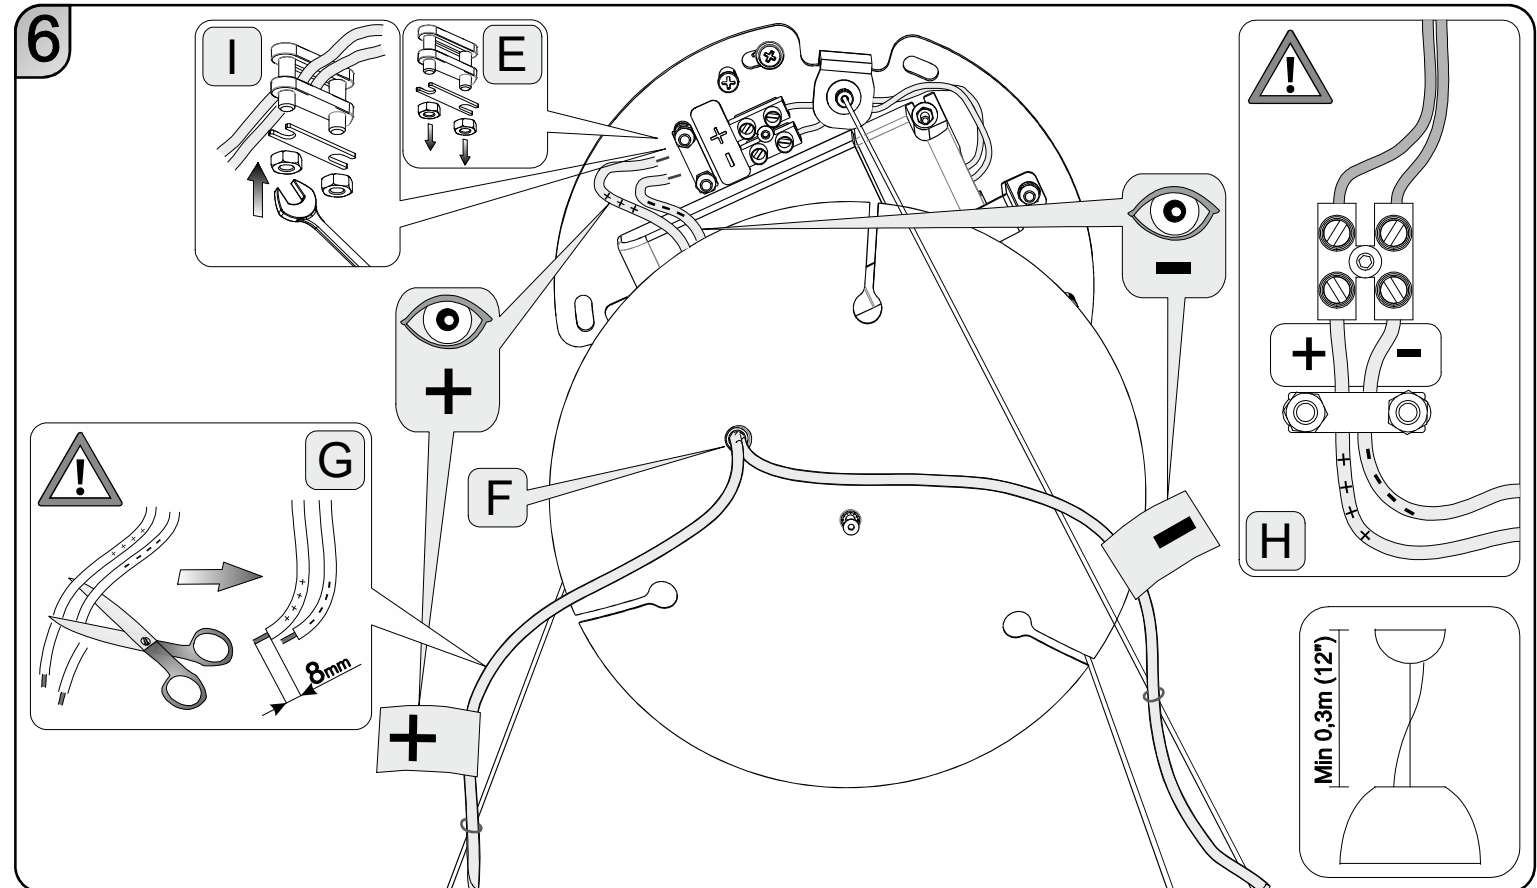 6
I
E
!
+
-
-
+ + +
- - -
+
-
+
-
!
G
F
+ + + +
- - - -
+ + +
- - -
8mm
+ + + +
- - - -
H
-
+
Min 0,3m (12")